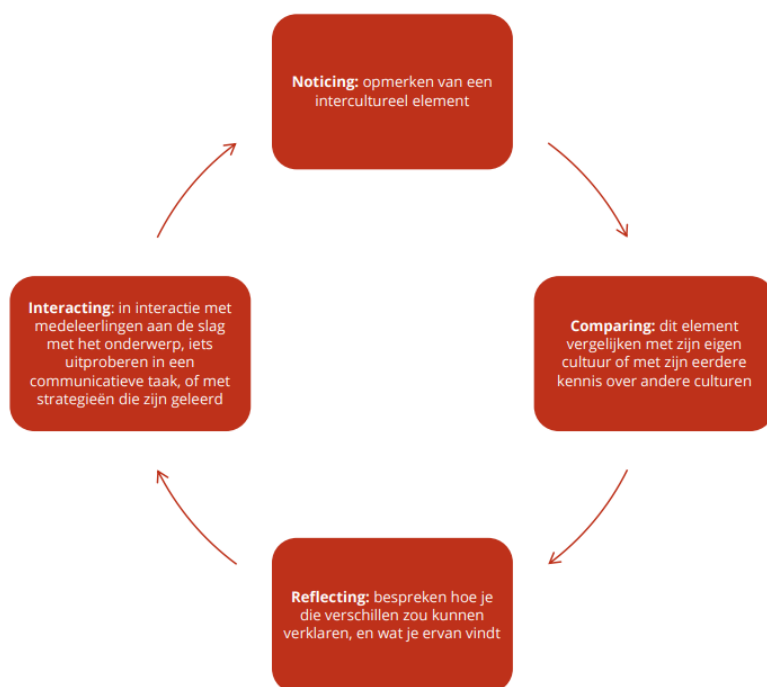 Noticing: opmerken van een
intercultureel element
Comparing: dit element
vergelijken met zijn eigen
cultuur of met zijn eerdere
kennis over andere culturen
Reflecting: bespreken hoe je
die verschillen zou kunnen
verklaren, en wat je ervan vindt
Interacting: in interactie met
medeleerlingen aan de slag
met het onderwerp, iets
uitproberen in een
communicatieve taak, of met
strategieën die zijn geleerd